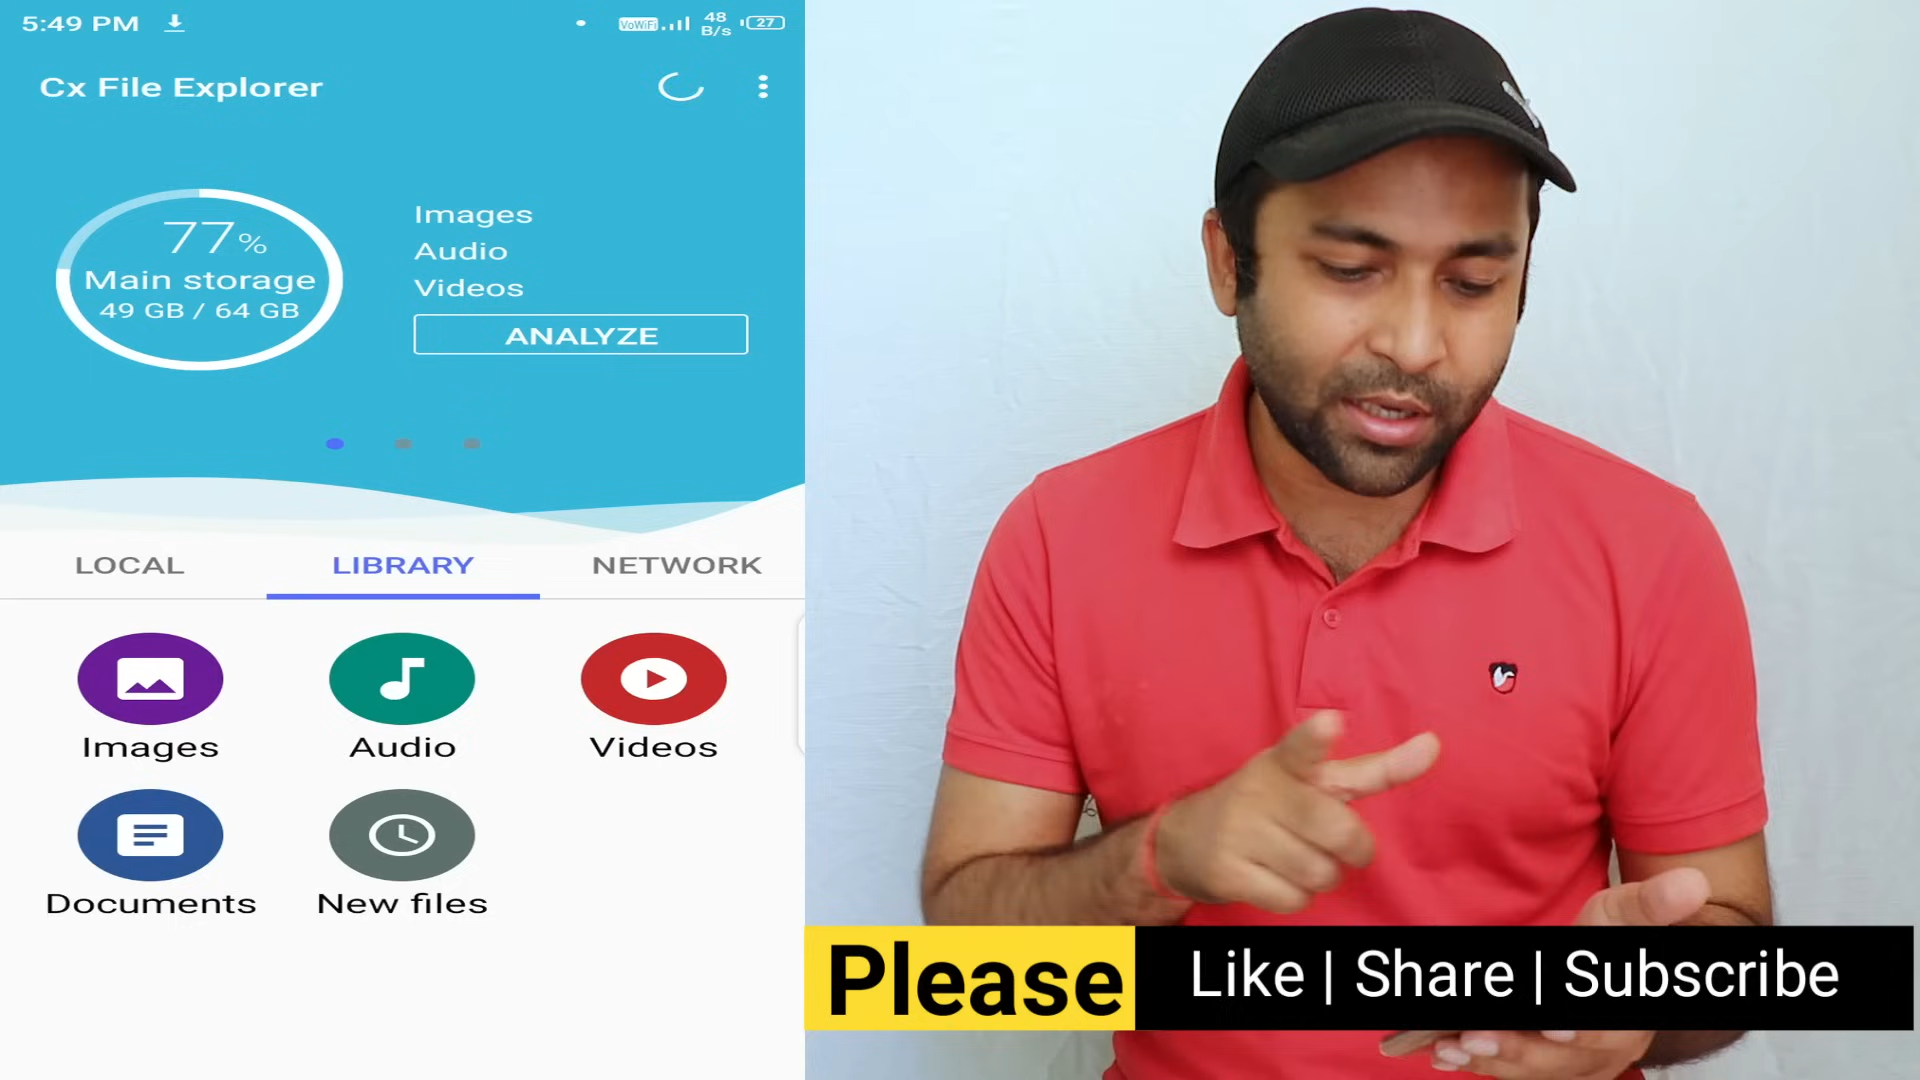 5:49 PM
VoWiFi
48
B/s
27
Cx File Explorer
77%
Main storage
49 GB / 64 GB
Images
Audio
Videos
ANALYZE
LOCAL
LIBRARY
NETWORK
Images
Audio
Videos
Documents
New files
Please
Like | Share | Subscribe